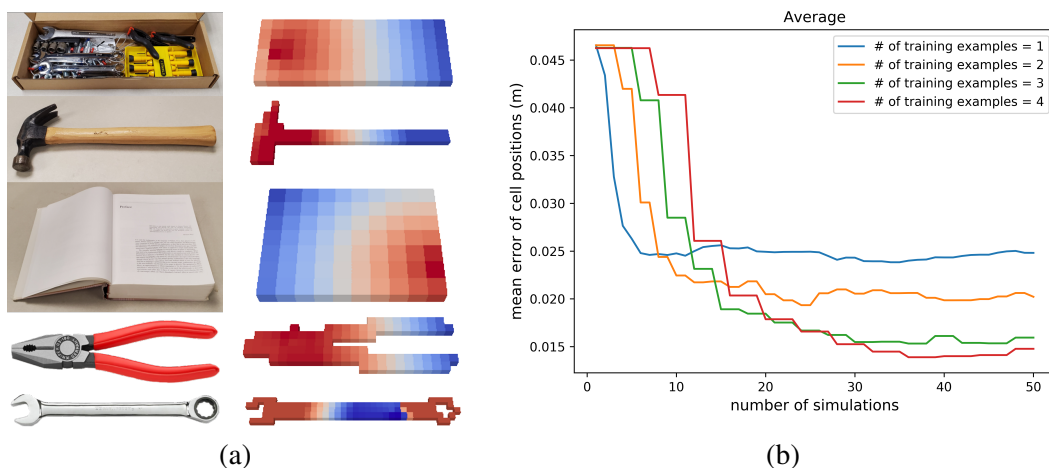 Average
# of training examples = 1
# of training examples = 2
# of training examples = 3
# of training examples = 4
mean error of cell positions (m)
0.045
0.040
0.035
0.030
0.025
0.020
0.015
0 10 20 30 40 50
number of simulations
(a) (b)